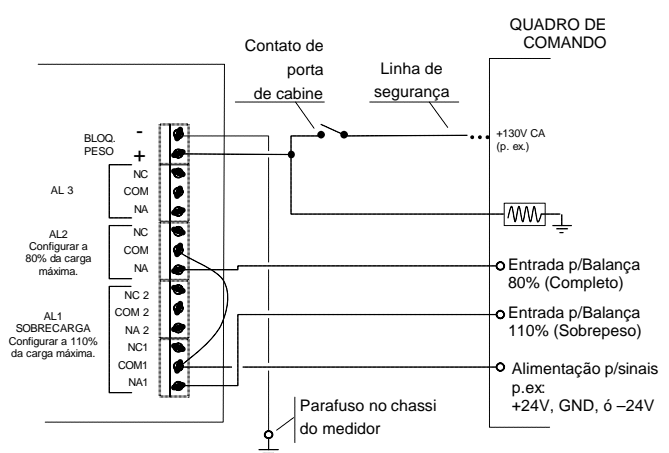 QUADRO DE
COMANDO
Contato de
porta
de cabine
Linha de
segurança
+130V CA
(p. ex.)
BLOQ.
PESO
-
+
AL 3
NC
COM
NA
AL2
Configurar a
80% da carga
máxima.
NC
COM
NA
AL1
SOBRECARGA
Configurar a 110%
da carga máxima.
NC 2
COM 2
NA 2
NC1
COM1
NA1
Entrada p/Balança
80% (Completo)
Entrada p/Balança
110% (Sobrepeso)
Alimentação p/sinais
p.ex:
+24V, GND, ó –24V
Parafuso no chassi
do medidor